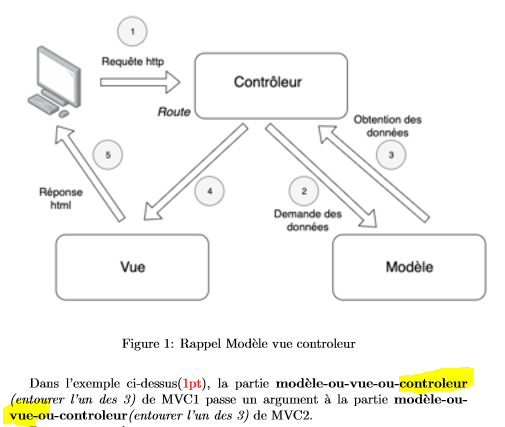 1
Requête http
Contrôleur
Route
Obtention des
données
5
3
4
2
Réponse
html
Demande des
données
Vue
Modèle
Figure 1: Rappel Modèle vue controleur
Dans l'exemple ci-dessus(1pt), la partie modèle-ou-vue-ou-controleur
(entourer l'un des 3) de MVC1 passe un argument à la partie modèle-ou-
vue-ou-controleur(entourer l'un des 3) de MVC2.